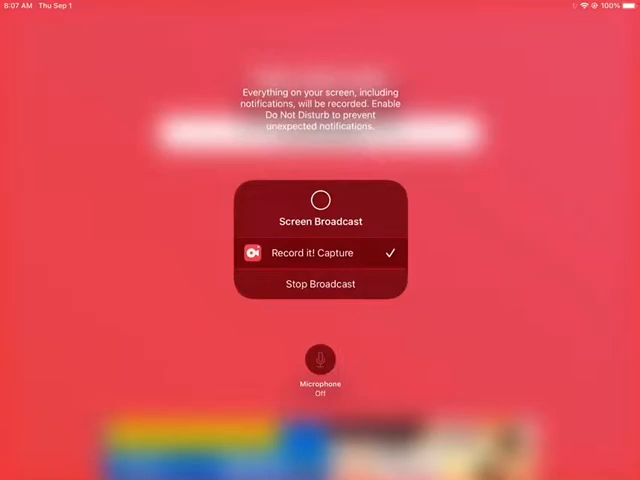 8:07 AM Thu Sep 1
100%
Everything on your screen, including
notifications, will be recorded. Enable
Do Not Disturb to prevent
unexpected notifications.
Screen Broadcast
Record it! Capture
Stop Broadcast
Microphone
Off